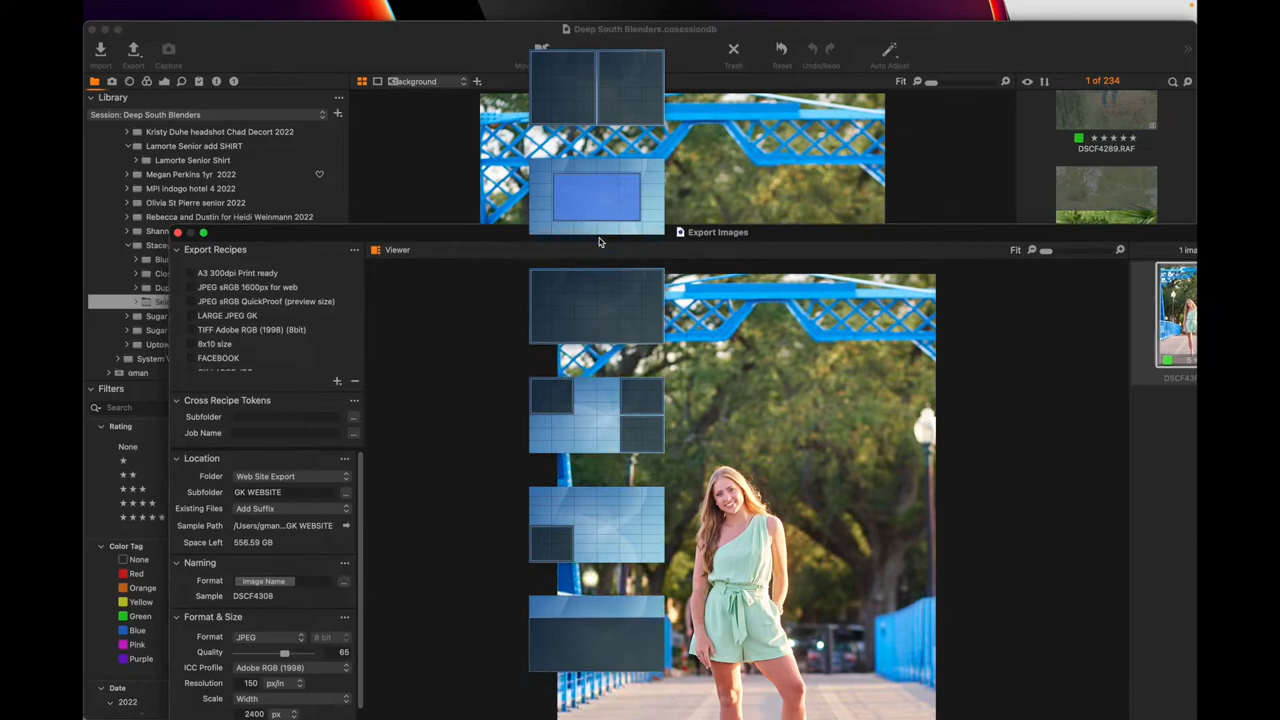 Deep South Blenders.cosessiondb
Import
Export
Capture
Trash
Reset
Undo/Redo
Auto Adjust
Background
Fit
1 of 234
Library
Session: Deep South Blenders
Kristy Duhe headshot Chad Decort 2022
Lamorte Senior add SHIRT
Lamorte Senior Shirt
Megan Perkins 1yr 2022
MPI indogo hotel 4 2022
Olivia St Pierre senior 2022
Rebecca and Dustin for Heidi Weinmann 2022
DSCF4289.RAF
oman
Filters
Search
Rating
None
Color Tag
None
Red
Orange
Yellow
Green
Blue
Pink
Purple
Date
2022
Export Images
Export Recipes
A3 300dpi Print ready
JPEG sRGB 1600px for web
JPEG sRGB QuickProof (preview size)
LARGE JPEG GK
TIFF Adobe RGB (1998) (8bit)
8x10 size
FACEBOOK
Cross Recipe Tokens
Subfolder
Job Name
Location
Folder Web Site Export
Subfolder GK WEBSITE
Existing Files Add Suffix
Sample Path /Users/gman...GK WEBSITE
Space Left 556.59 GB
Naming
Format Image Name
Sample DSCF4308
Format & Size
Format JPEG 8 bit
Quality 65
ICC Profile Adobe RGB (1998)
Resolution 150 px/in
Scale Width
2400 px
Viewer
Fit